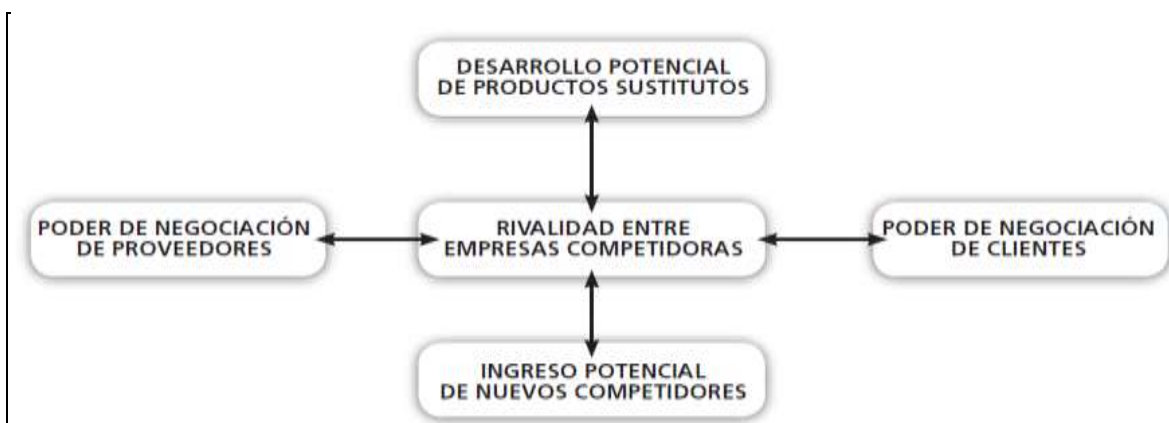 DESARROLLO POTENCIAL
DE PRODUCTOS SUSTITUTOS
PODER DE NEGOCIACIÓN
DE PROVEEDORES
RIVALIDAD ENTRE
EMPRESAS COMPETIDORAS
PODER DE NEGOCIACIÓN
DE CLIENTES
INGRESO POTENCIAL
DE NUEVOS COMPETIDORES